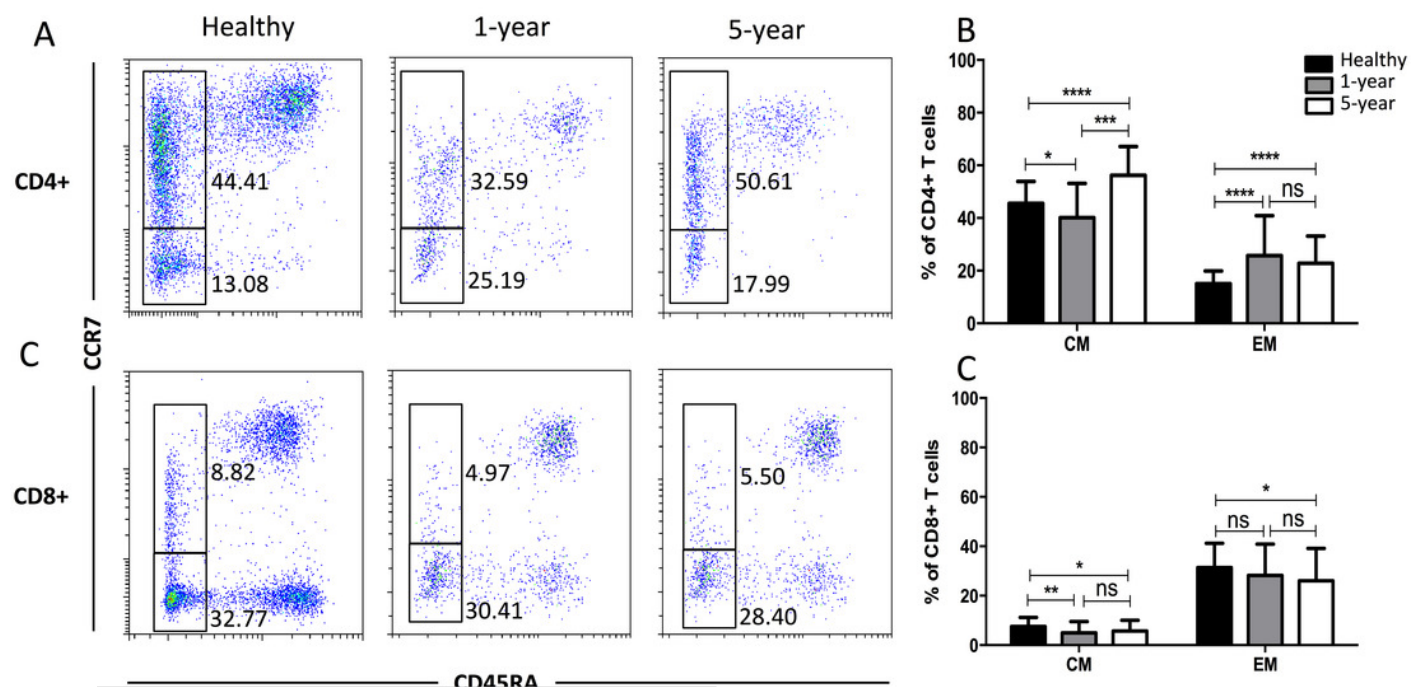 A
Healthy
1-year
5-year
CD4+
44.41
13.08
32.59
25.19
50.61
17.99
CCR7
C
CD8+
8.82
32.77
4.97
30.41
5.50
28.40
CD45RA
B
Healthy
1-year
5-year
% of CD4+ T cells
100
80
60
40
20
0
****
***
*
****
****
ns
CM
EM
C
% of CD8+ T cells
100
80
60
40
20
0
*
**
ns
*
ns
ns
CM
EM